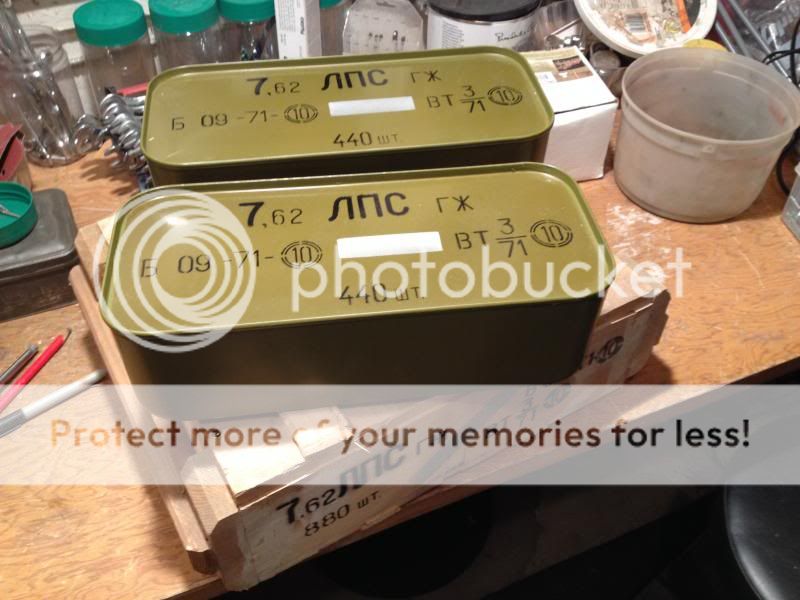 7,62 ЛПС ГЖ
Б 09-71-10
ВТ 3/71 10
440 шт.
7,62 ЛПС ГЖ
Б 09-71-10
ВТ 3/71 10
440 шт.
photobucket
Protect more of your memories for less!
10
7,62 ЛПС
880 шт.